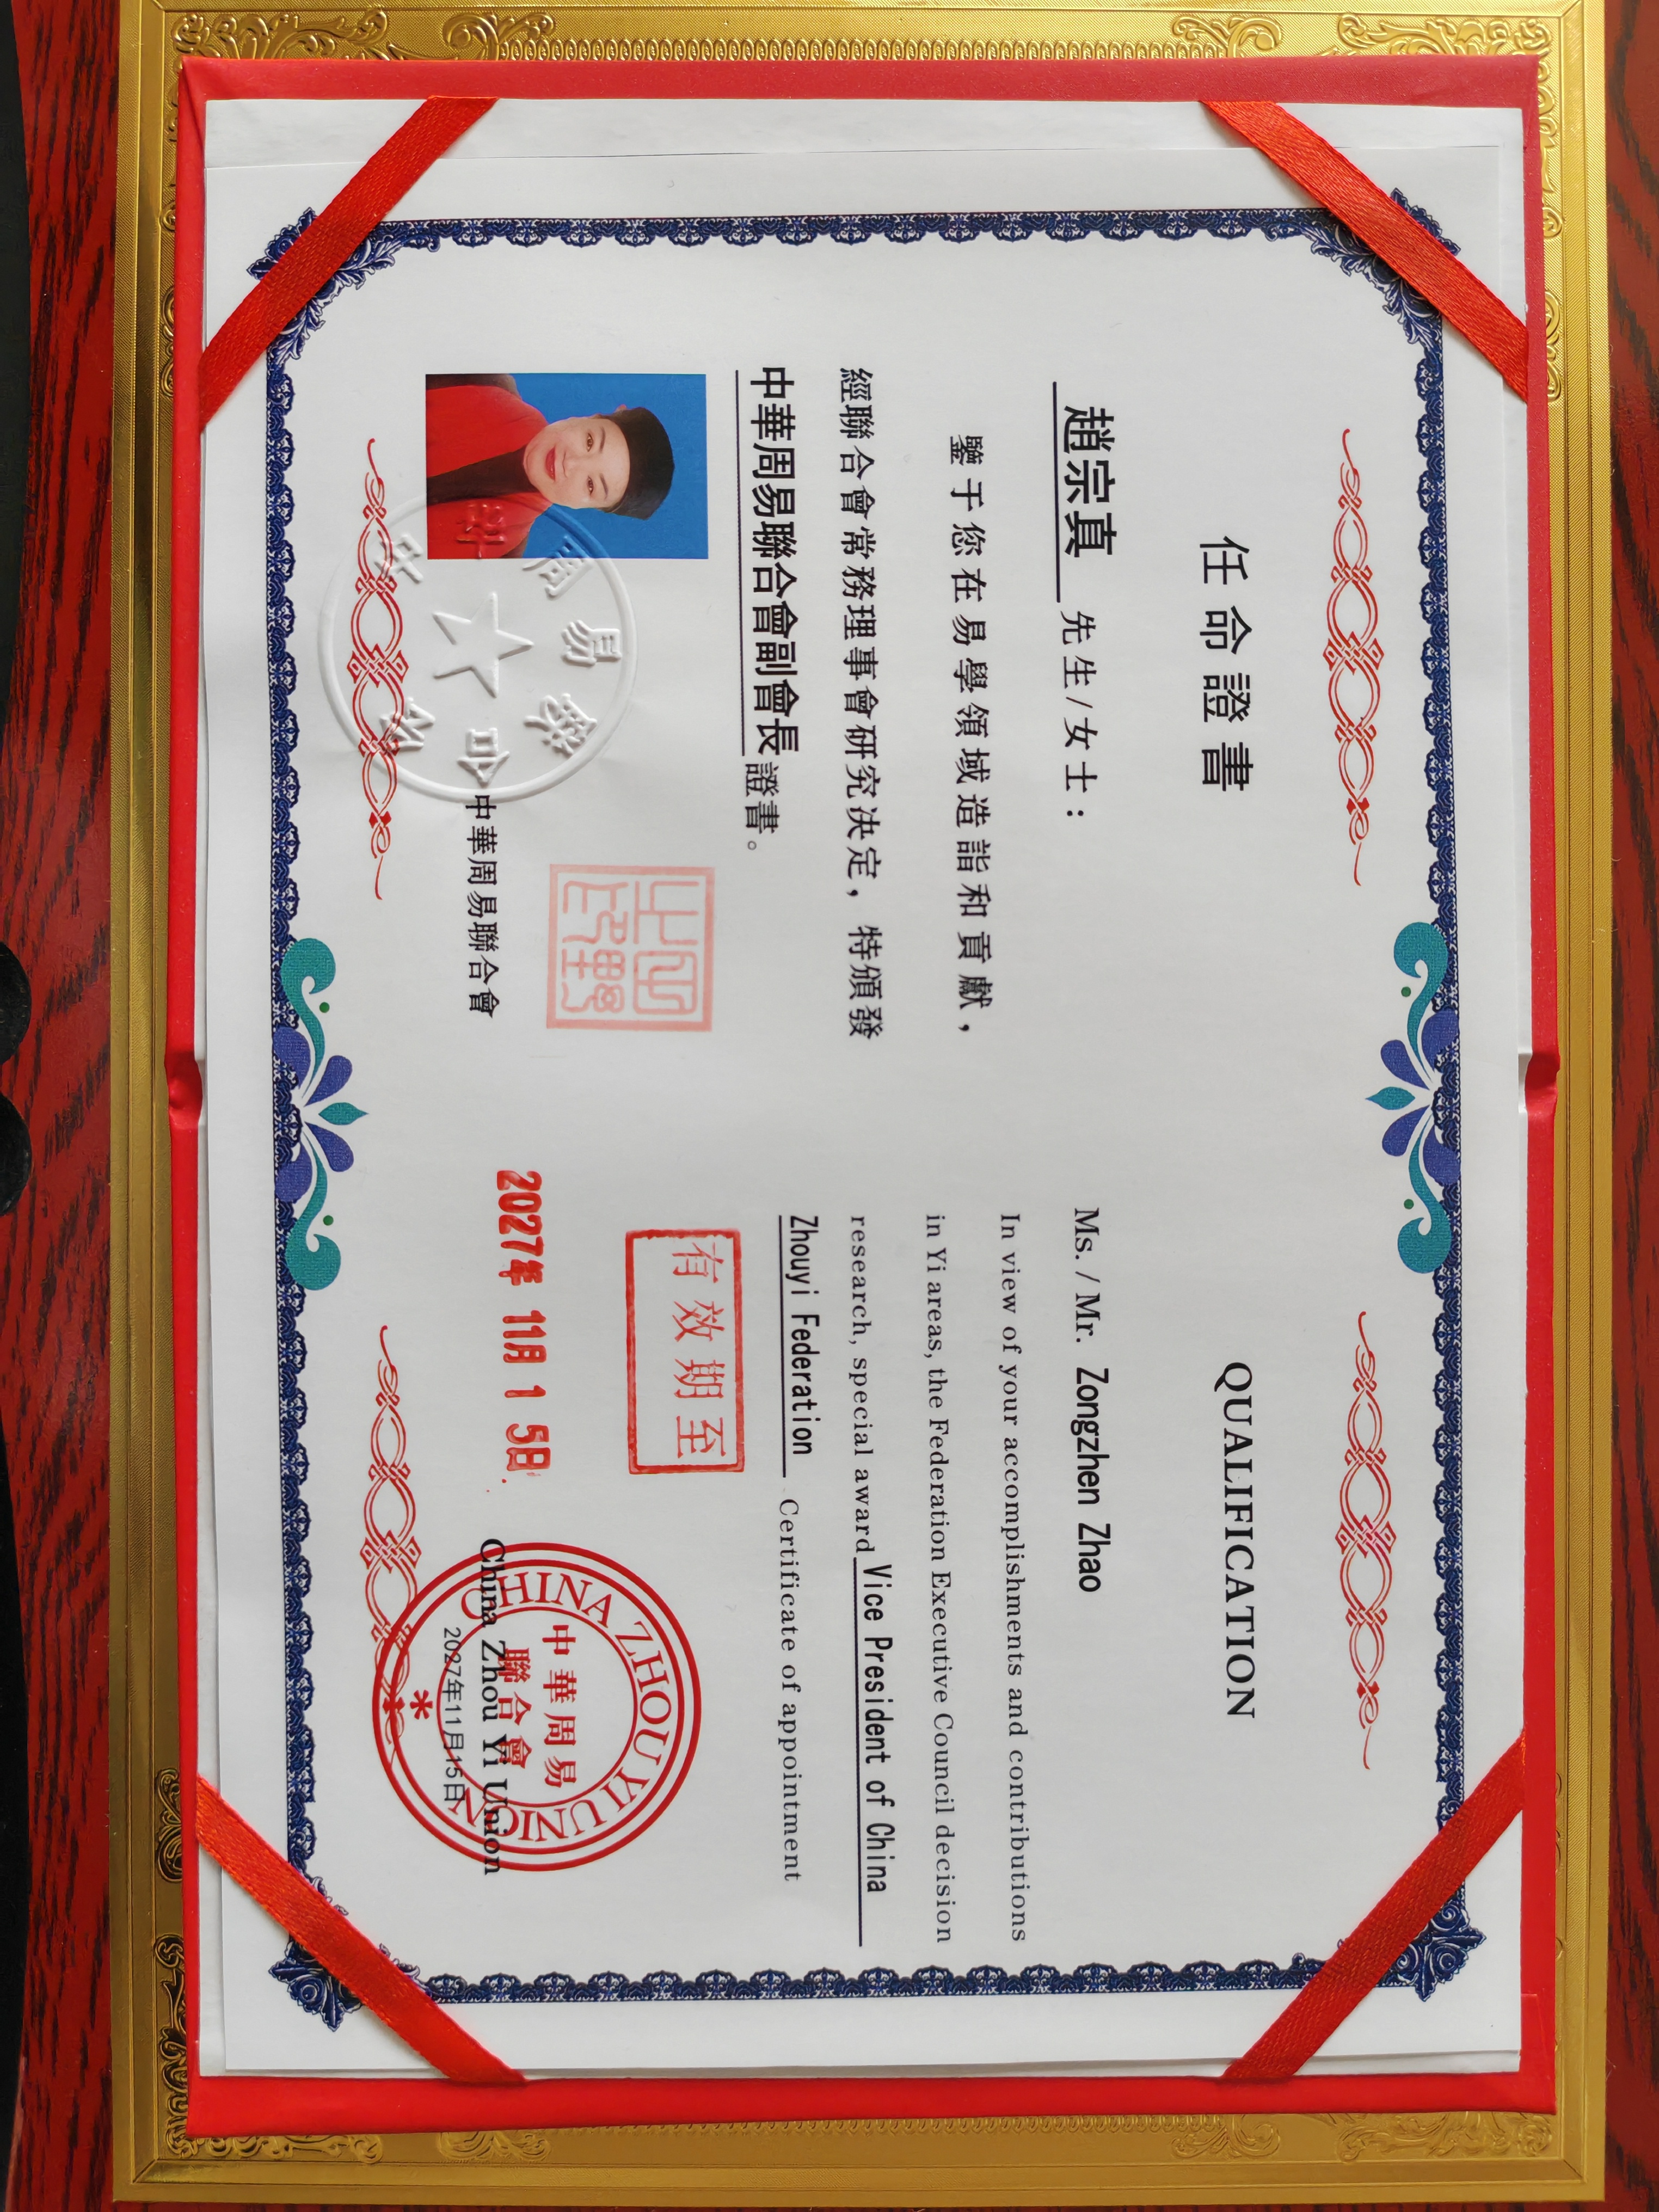 任命證書
趙宗真 先生/女士：
鑒于您在易學領域造詣和貢獻，
經聯合會常務理事會研究决定，特頒發
中華周易聯合會副會長證書。
中華周易聯合會
周易聯合
QUALIFICATION
Ms. / Mr. Zongzhen Zhao
In view of your accomplishments and contributions
in Yi areas, the Federation Executive Council decision
research, special award Vice President of China
Zhouyi Federation Certificate of appointment
有效期至
2027年 11月 1 5日
CHINA ZHOU YI UNION
中華周易
聯合會
China Zhou Yi Union
2027年11月15日